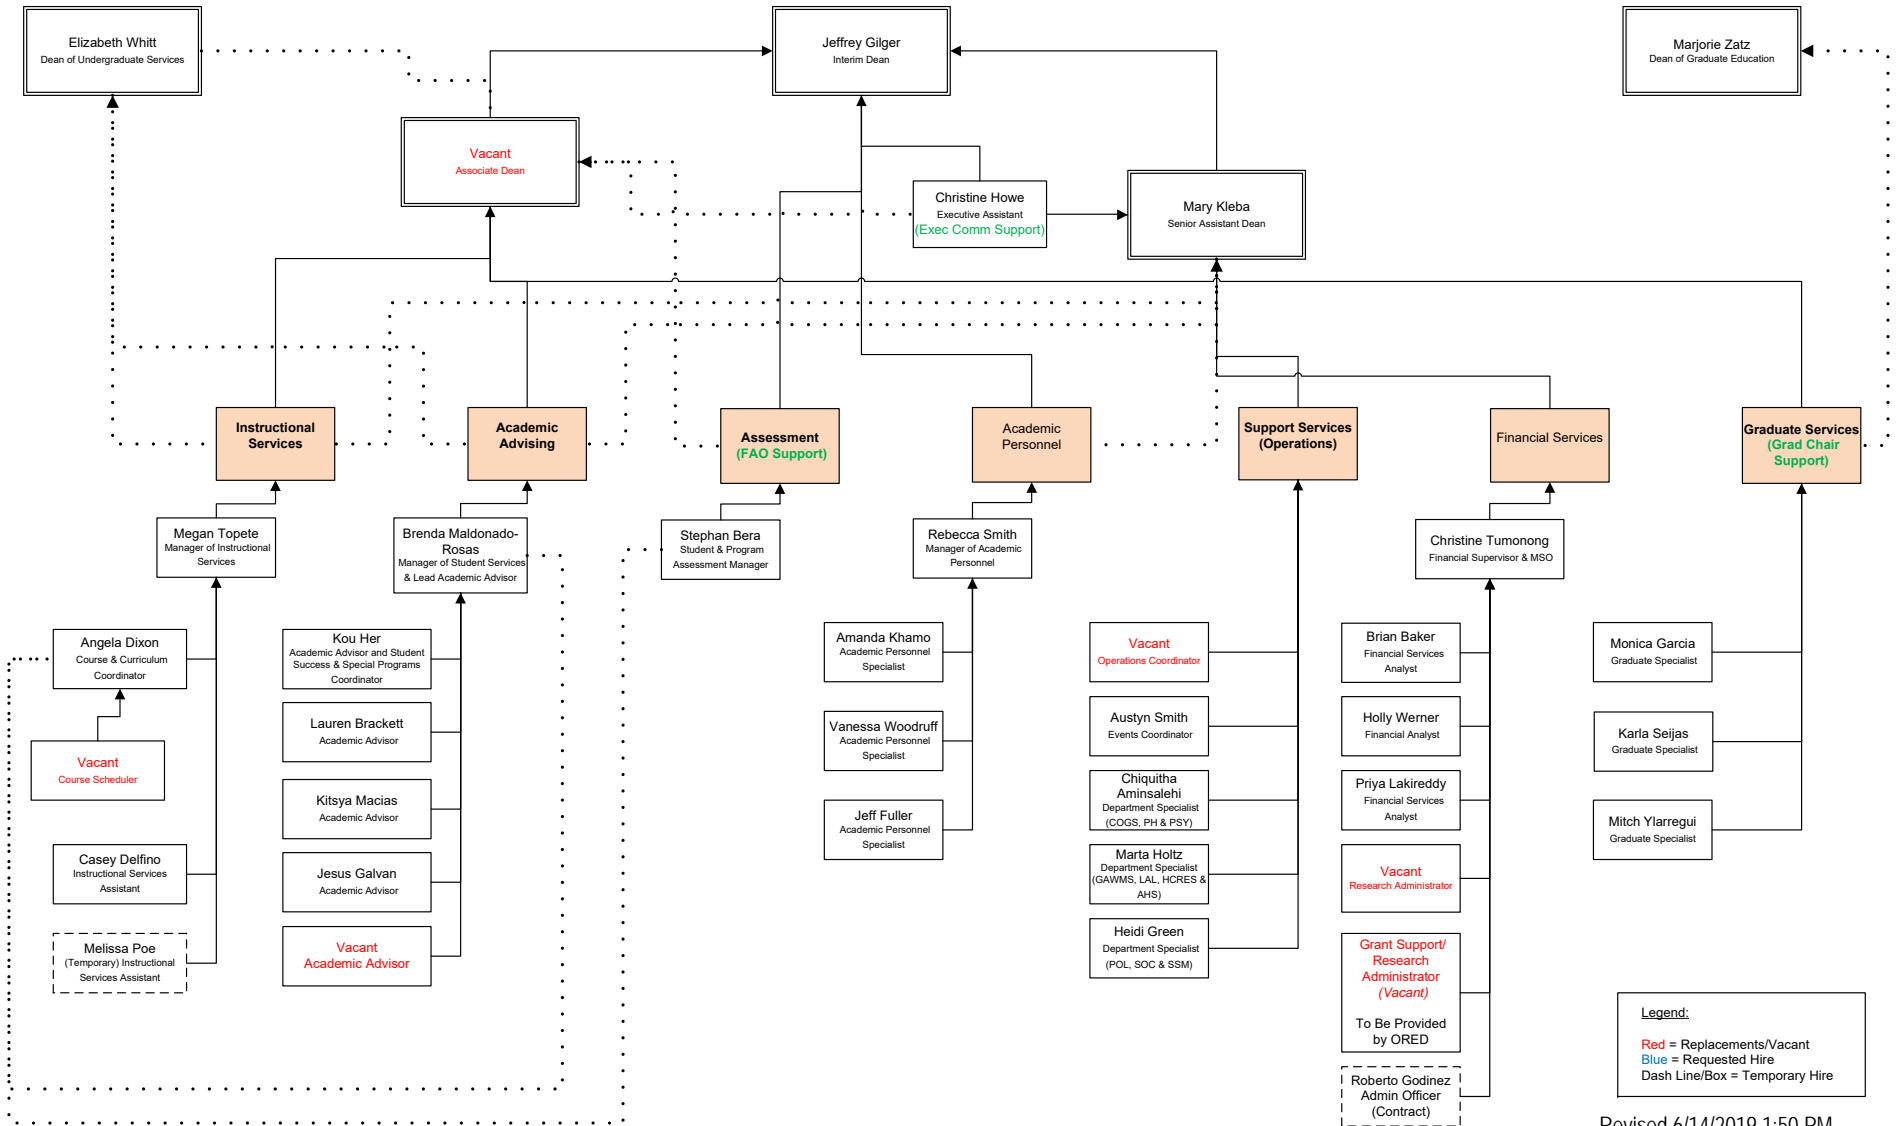 Elizabeth Whitt
Dean of Undergraduate Services
Jeffrey Gilger
Interim Dean
Marjorie Zatz
Dean of Graduate Education
Vacant
Associate Dean
Christine Howe
Executive Assistant
(Exec Comm Support)
Mary Kleba
Senior Assistant Dean
Instructional
Services
Academic
Advising
Assessment
(FAO Support)
Academic
Personnel
Support Services
(Operations)
Financial Services
Graduate Services
(Grad Chair
Support)
Megan Topete
Manager of Instructional
Services
Brenda Maldonado-
Rosas
Manager of Student Services
& Lead Academic Advisor
Stephan Bera
Student & Program
Assessment Manager
Rebecca Smith
Manager of Academic
Personnel
Christine Tumonong
Financial Supervisor & MSO
Angela Dixon
Course & Curriculum
Coordinator
Vacant
Course Scheduler
Casey Delfino
Instructional Services
Assistant
Melissa Poe
(Temporary) Instructional
Services Assistant
Kou Her
Academic Advisor and Student
Success & Special Programs
Coordinator
Lauren Brackett
Academic Advisor
Kitsya Macias
Academic Advisor
Jesus Galvan
Academic Advisor
Vacant
Academic Advisor
Amanda Khamo
Academic Personnel
Specialist
Vanessa Woodruff
Academic Personnel
Specialist
Jeff Fuller
Academic Personnel
Specialist
Vacant
Operations Coordinator
Austyn Smith
Events Coordinator
Chiquitha
Aminsalehi
Department Specialist
(COGS, PH & PSY)
Marta Holtz
Department Specialist
(GAWMS, LAL, HCRES &
AHS)
Heidi Green
Department Specialist
(POL, SOC & SSM)
Brian Baker
Financial Services
Analyst
Holly Werner
Financial Analyst
Priya Lakireddy
Financial Services
Analyst
Vacant
Research Administrator
Grant Support/
Research
Administrator
(Vacant)
To Be Provided
by ORED
Roberto Godinez
Admin Officer
(Contract)
Monica Garcia
Graduate Specialist
Karla Seijas
Graduate Specialist
Mitch Ylarregui
Graduate Specialist
Legend:
Red = Replacements/Vacant
Blue = Requested Hire
Dash Line/Box = Temporary Hire
Revised 6/14/2019 1:50 PM